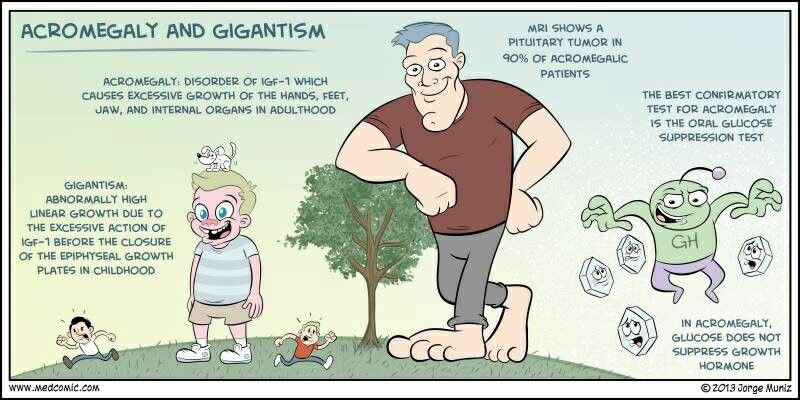 ACROMEGALY AND GIGANTISM
ACROMEGALY: DISORDER OF IGF-1 WHICH
CAUSES EXCESSIVE GROWTH OF THE HANDS, FEET,
JAW, AND INTERNAL ORGANS IN ADULTHOOD
MRI SHOWS A
PITUITARY TUMOR IN
90% OF ACROMEGALIC
PATIENTS
THE BEST CONFIRMATORY
TEST FOR ACROMEGALY
IS THE ORAL GLUCOSE
SUPPRESSION TEST
GIGANTISM:
ABNORMALLY HIGH
LINEAR GROWTH DUE TO
THE EXCESSIVE ACTION OF
IGF-1 BEFORE THE CLOSURE
OF THE EPIPHYSEAL GROWTH
PLATES IN CHILDHOOD
GH
IN ACROMEGALY,
GLUCOSE DOES NOT
SUPPRESS GROWTH
HORMONE
www.medcomic.com
© 2013 Jorge Muniz